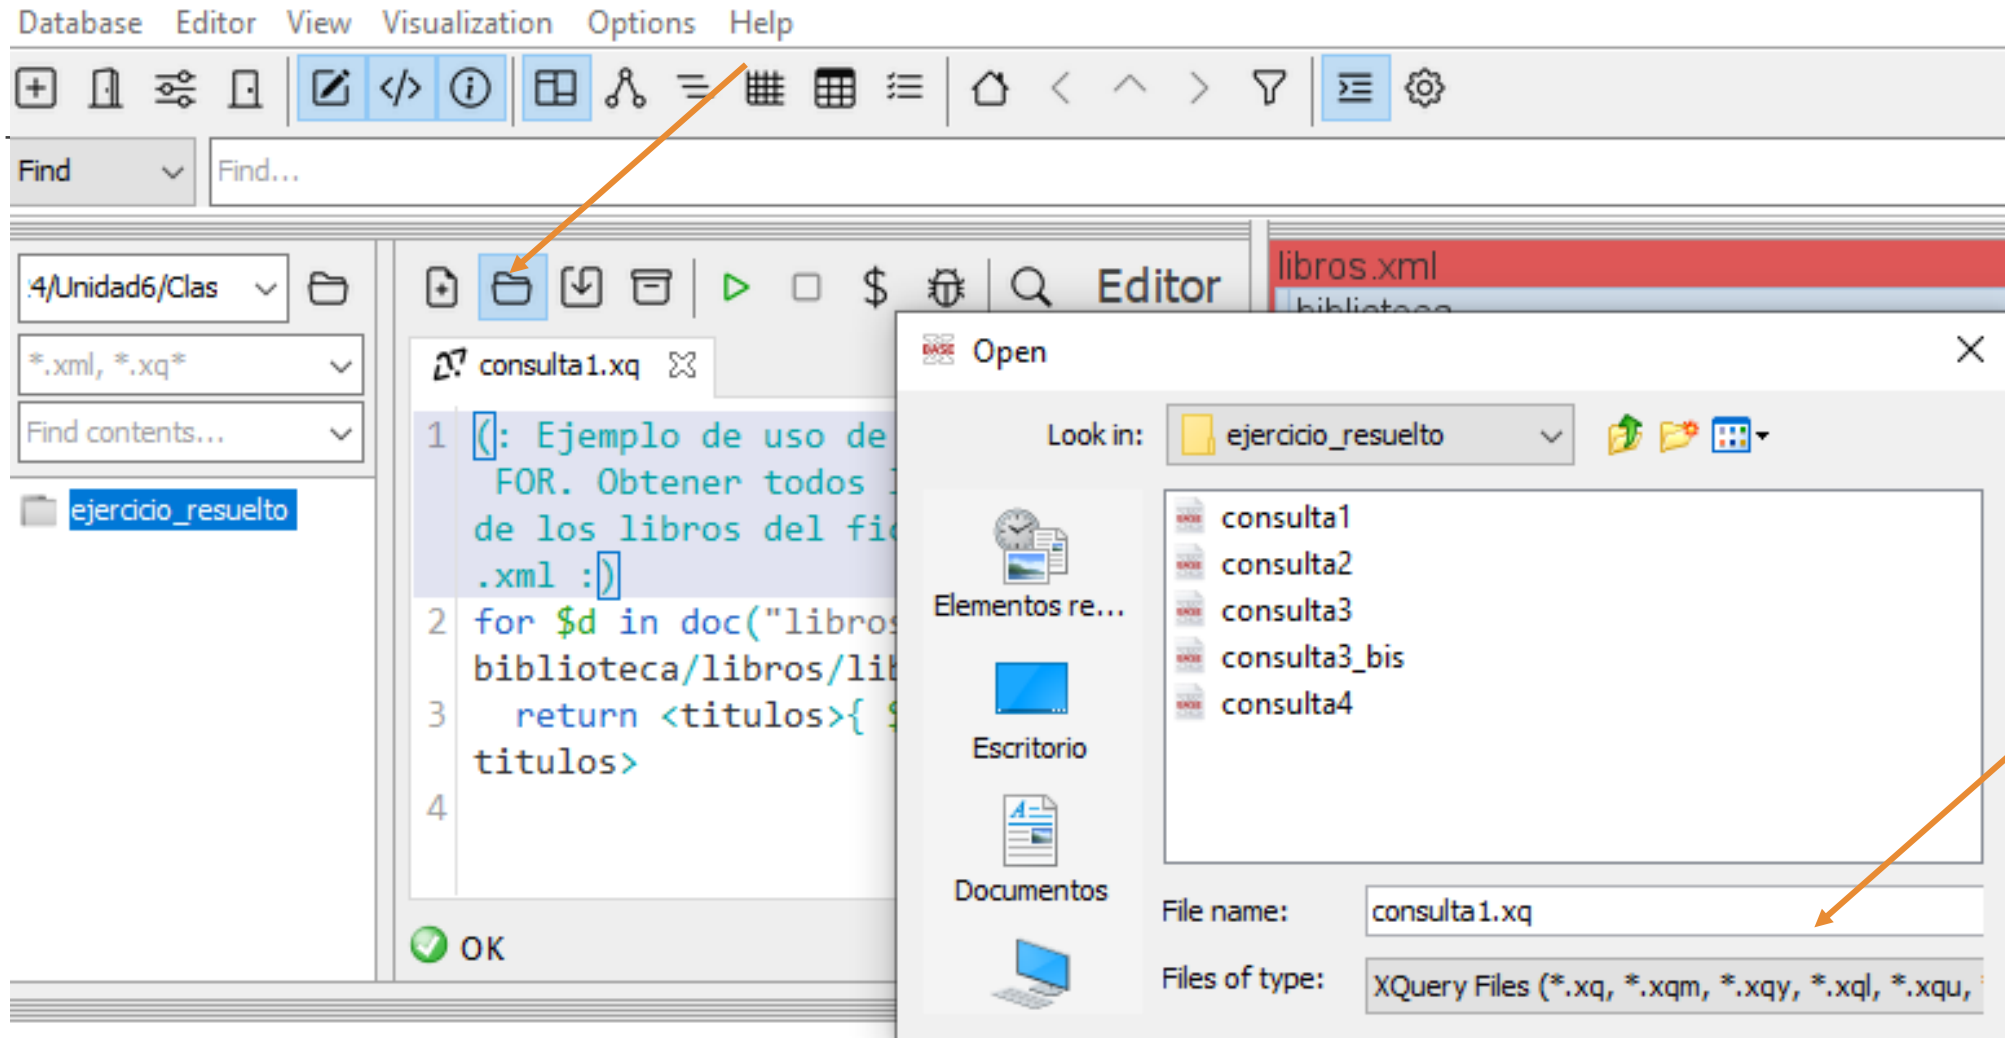 Database Editor View Visualization Options Help
Find Find...
:4/Unidad6/Clas
*.xml, *.xq*
Find contents...
ejercicio_resuelto
Editor
consulta1.xq
1 (: Ejemplo de uso de
FOR. Obtener todos
de los libros del fic
.xml :)
2 for $d in doc("libros
biblioteca/libros/lib
3 return <titulos>{ $
titulos>
4
OK
libros.xml
biblioteca
BASE Open
Look in: ejercicio_resuelto
Elementos re...
Escritorio
Documentos
consulta1
consulta2
consulta3
consulta3_bis
consulta4
File name: consulta1.xq
Files of type: XQuery Files (*.xq, *.xqm, *.xqy, *.xql, *.xqu,